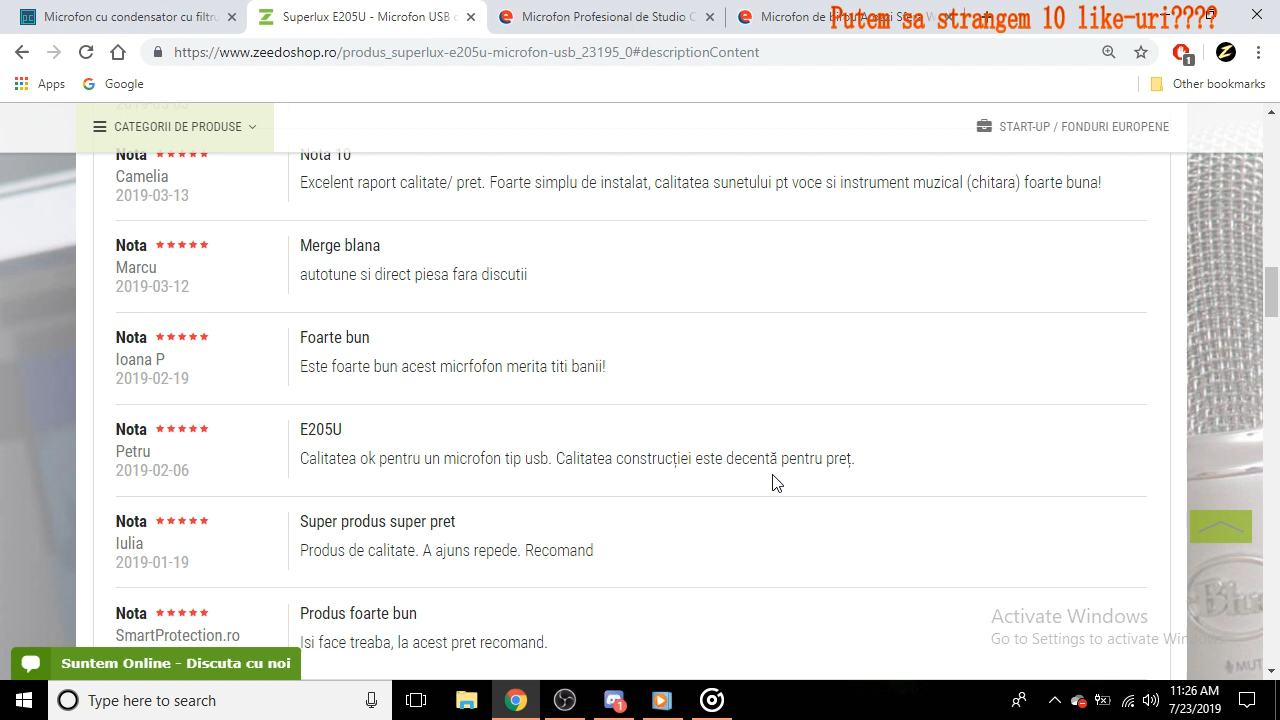 Microfon cu condensator cu filtru
Superlux E205U - Microfon USB c
Microfon Profesional de Studio C
Microfon de Birou Acusi Sfera W
Putem sa strangem 10 like-uri????
https://www.zeedoshop.ro/produs_superlux-e205u-microfon-usb_23195_0#descriptionContent
1
Apps
Google
Other bookmarks
CATEGORII DE PRODUSE
START-UP / FONDURI EUROPENE
Nota
Camelia
2019-03-13
Nota 10
Excelent raport calitate/ pret. Foarte simplu de instalat, calitatea sunetului pt voce si instrument muzical (chitara) foarte buna!
Nota
Marcu
2019-03-12
Merge blana
autotune si direct piesa fara discutii
Nota
Ioana P
2019-02-19
Foarte bun
Este foarte bun acest micrfofon merita titi banii!
Nota
Petru
2019-02-06
E205U
Calitatea ok pentru un microfon tip usb. Calitatea construcției este decentă pentru preț.
Nota
Iulia
2019-01-19
Super produs super pret
Produs de calitate. A ajuns repede. Recomand
Nota
SmartProtection.ro
Produs foarte bun
Isi face treaba, la acest pret recomand.
Activate Windows
Go to Settings to activate Windows.
Blue
MUT
Suntem Online - Discuta cu noi
Type here to search
1
11:26 AM
7/23/2019